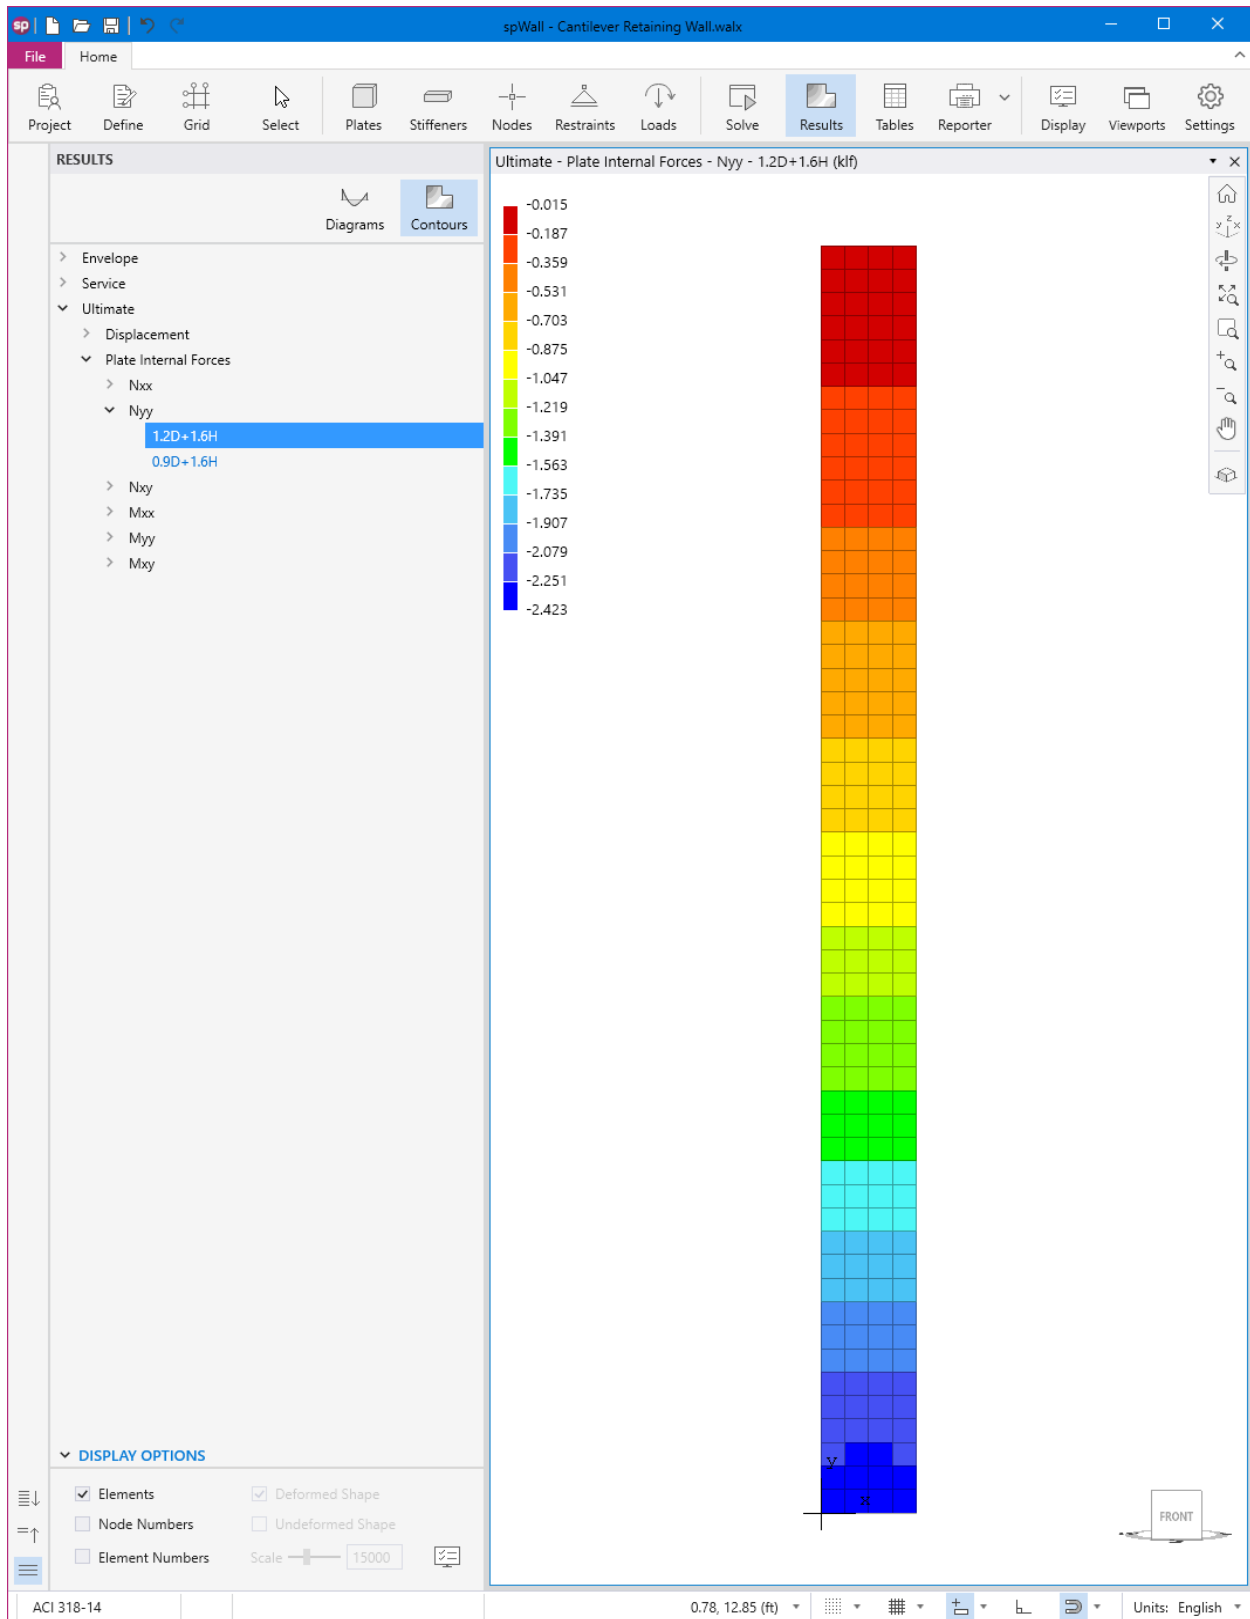 sp
spWall - Cantilever Retaining Wall.walx
File Home
Project Define Grid Select Plates Stiffeners Nodes Restraints Loads Solve Results Tables Reporter Display Viewports Settings
RESULTS
Diagrams Contours
Envelope
Service
Ultimate
Displacement
Plate Internal Forces
Nxx
Nyy
1.2D+1.6H
0.9D+1.6H
Nxy
Mxx
Myy
Mxy
DISPLAY OPTIONS
Elements Deformed Shape
Node Numbers Undeformed Shape
Element Numbers Scale 15000
Ultimate - Plate Internal Forces - Nyy - 1.2D+1.6H (klf)
-0.015
-0.187
-0.359
-0.531
-0.703
-0.875
-1.047
-1.219
-1.391
-1.563
-1.735
-1.907
-2.079
-2.251
-2.423
y z x
y
x
FRONT
ACI 318-14 0.78, 12.85 (ft) Units: English